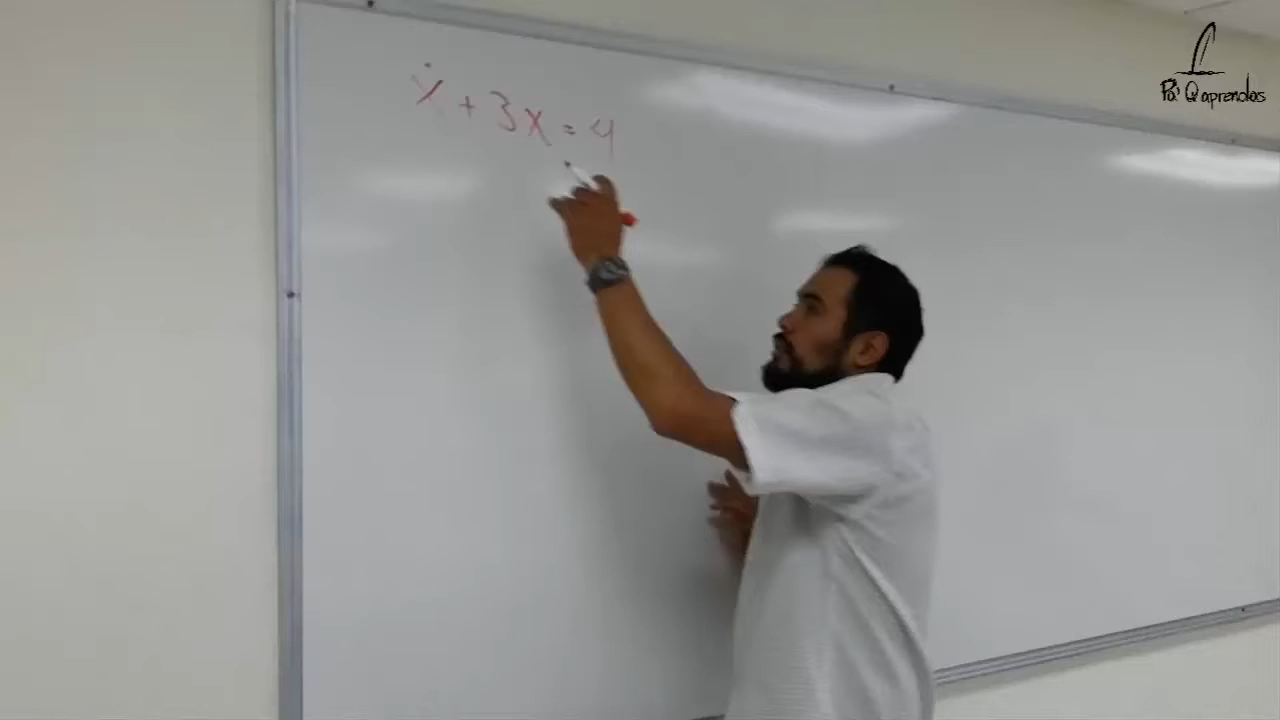 ẋ + 3x = 4
Pa' Q' aprendas